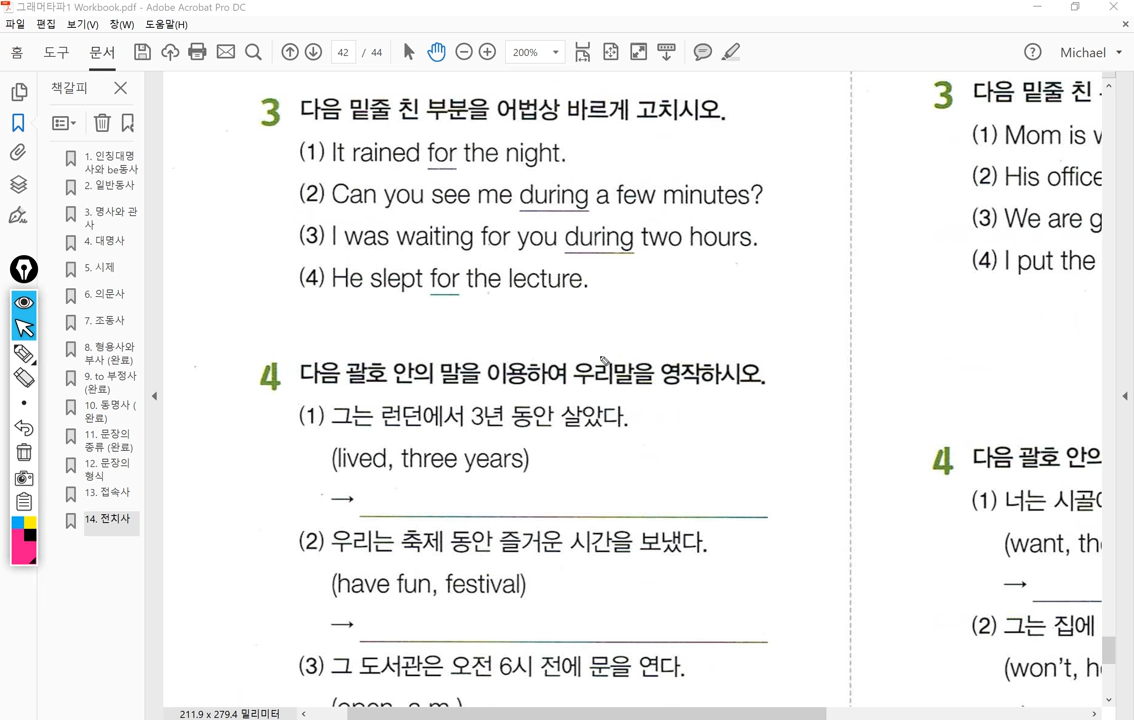 그래머타파1 Workbook.pdf - Adobe Acrobat Pro DC
파일 편집 보기(V) 창(W) 도움말(H)
홈 도구 문서 42 / 44 200% Michael
책갈피
1. 인칭대명
사와 be동사
2. 일반동사
3. 명사와 관
사
4. 대명사
5. 시제
6. 의문사
7. 조동사
8. 형용사와
부사 (완료)
9. to 부정사
(완료)
10. 동명사 (
완료)
11. 문장의
종류 (완료)
12. 문장의
형식
13. 접속사
14. 전치사
3 다음 밑줄 친 부분을 어법상 바르게 고치시오.
(1) It rained for the night.
(2) Can you see me during a few minutes?
(3) I was waiting for you during two hours.
(4) He slept for the lecture.
4 다음 괄호 안의 말을 이용하여 우리말을 영작하시오.
(1) 그는 런던에서 3년 동안 살았다.
(lived, three years)
→
(2) 우리는 축제 동안 즐거운 시간을 보냈다.
(have fun, festival)
→
(3) 그 도서관은 오전 6시 전에 문을 연다.
(open, a.m.)
3 다음 밑줄 친
(1) Mom is
(2) His office
(3) We are
(4) I put the
4 다음 괄호 안의
(1) 너는
(want,
→
(2) 그는 집에
(won't,
211.9 x 279.4 밀리미터